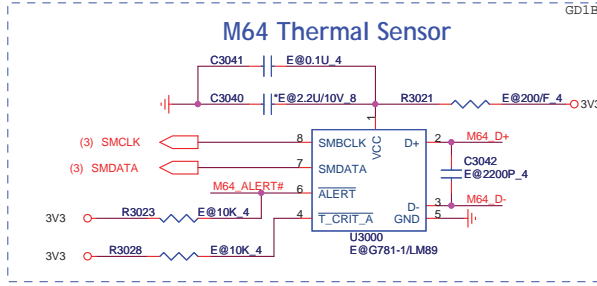 GD1B
M64 Thermal Sensor
C3041 E@0.1U_4
C3040 *E@2.2U/10V_8 R3021 E@200/F_4 3V3
1
(3) SMCLK 8 SMBCLK VCC D+ 2 M64_D+
(3) SMDATA 7 SMDATA C3042
E@2200P_4
M64_ALERT# 6 ALERT D- 3 M64_D-
3V3 R3023 E@10K_4 4 T_CRIT_A GND 5
U3000
3V3 R3028 E@10K_4 E@G781-1/LM89